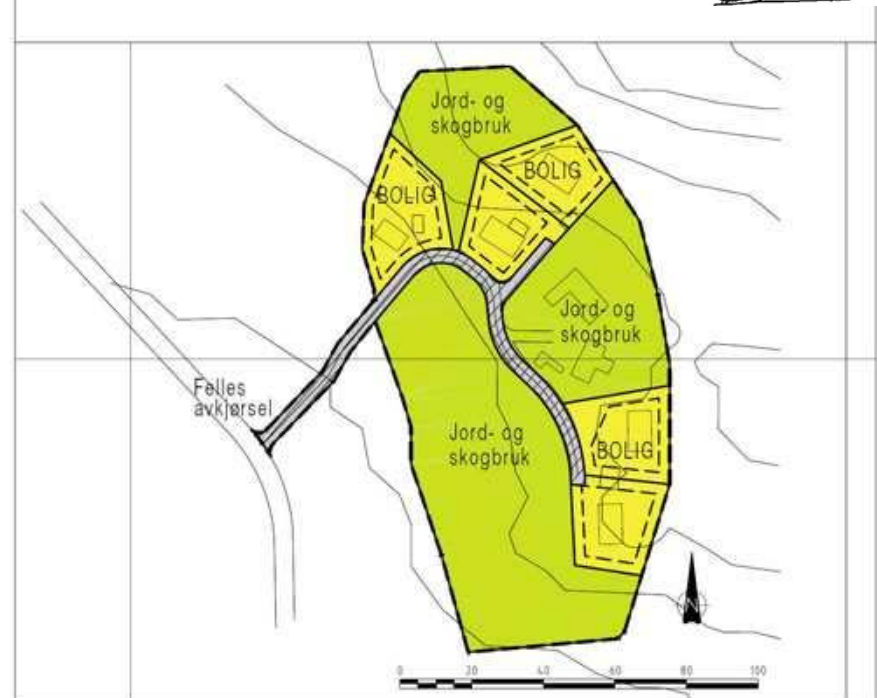 Jord- og
skogbruk
BOLIG
BOLIG
Jord- og
skogbruk
Felles
avkjørsel
Jord- og
skogbruk
BOLIG
N
0 20 40 60 80 100